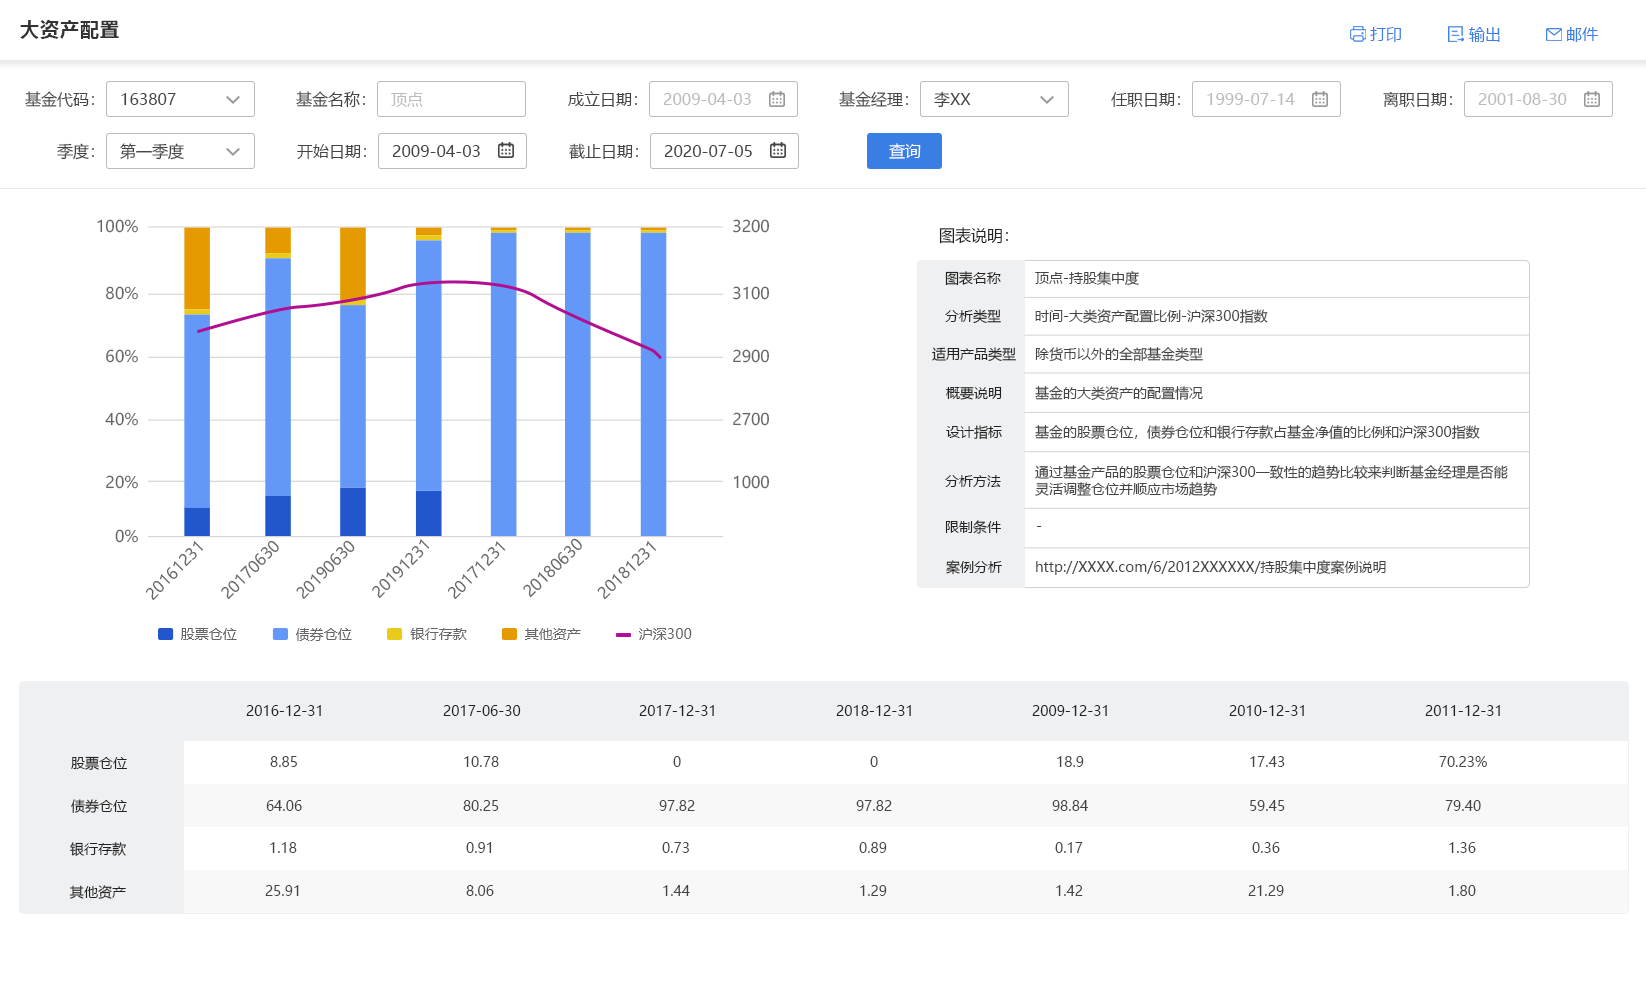 大资产配置
打印 输出 邮件
基金代码： 163807 基金名称： 顶点 成立日期： 2009-04-03 基金经理： 李XX 任职日期： 1999-07-14 离职日期： 2001-08-30
季度： 第一季度 开始日期： 2009-04-03 截止日期： 2020-07-05 查询
100% 3200
80% 3100
60% 2900
40% 2700
20% 1000
0%
20161231 20170630 20190630 20191231 20171231 20180630 20181231
股票仓位 债券仓位 银行存款 其他资产 沪深300
图表说明：
图表名称 顶点-持股集中度
分析类型 时间-大类资产配置比例-沪深300指数
适用产品类型 除货币以外的全部基金类型
概要说明 基金的大类资产的配置情况
设计指标 基金的股票仓位，债券仓位和银行存款占基金净值的比例和沪深300指数
分析方法 通过基金产品的股票仓位和沪深300一致性的趋势比较来判断基金经理是否能
灵活调整仓位并顺应市场趋势
限制条件 -
案例分析 http://XXXX.com/6/2012XXXXXX/持股集中度案例说明
2016-12-31 2017-06-30 2017-12-31 2018-12-31 2009-12-31 2010-12-31 2011-12-31
股票仓位 8.85 10.78 0 0 18.9 17.43 70.23%
债券仓位 64.06 80.25 97.82 97.82 98.84 59.45 79.40
银行存款 1.18 0.91 0.73 0.89 0.17 0.36 1.36
其他资产 25.91 8.06 1.44 1.29 1.42 21.29 1.80